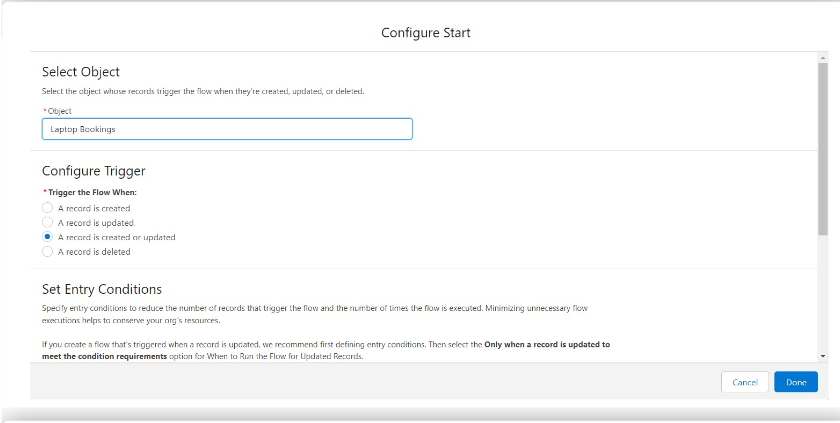 Configure Start
Select Object
Select the object whose records trigger the flow when they're created, updated, or deleted.
*Object
Laptop Bookings
Configure Trigger
*Trigger the Flow When:
A record is created
A record is updated
A record is created or updated
A record is deleted
Set Entry Conditions
Specify entry conditions to reduce the number of records that trigger the flow and the number of times the flow is executed. Minimizing unnecessary flow
executions helps to conserve your org's resources.
If you create a flow that's triggered when a record is updated, we recommend first defining entry conditions. Then select the Only when a record is updated to
meet the condition requirements option for When to Run the Flow for Updated Records.
Cancel Done